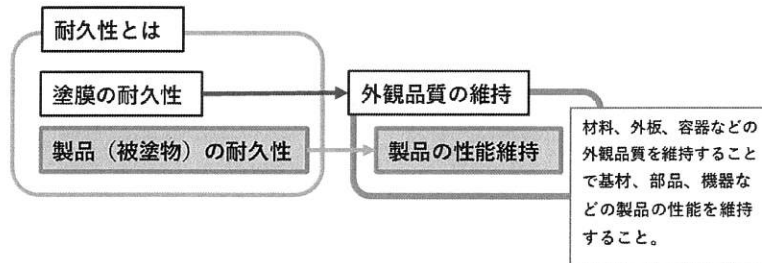 耐久性とは
塗膜の耐久性
外観品質の維持
製品（被塗物）の耐久性
製品の性能維持
材料、外板、容器などの
外観品質を維持すること
で基材、部品、機器な
どの製品の性能を維持
すること。